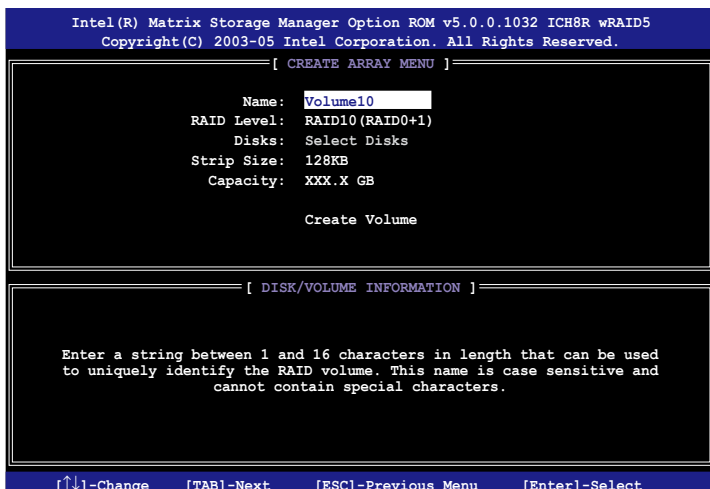 Intel(R) Matrix Storage Manager Option ROM v5.0.0.1032 ICH8R wRAID5
Copyright(C) 2003-05 Intel Corporation. All Rights Reserved.
[ CREATE ARRAY MENU ]
Name: Volume10
RAID Level: RAID10(RAID0+1)
Disks: Select Disks
Strip Size: 128KB
Capacity: XXX.X GB
Create Volume
[ DISK/VOLUME INFORMATION ]
Enter a string between 1 and 16 characters in length that can be used
to uniquely identify the RAID volume. This name is case sensitive and
cannot contain special characters.
[↑↓]-Change [TAB]-Next [ESC]-Previous Menu [Enter]-Select